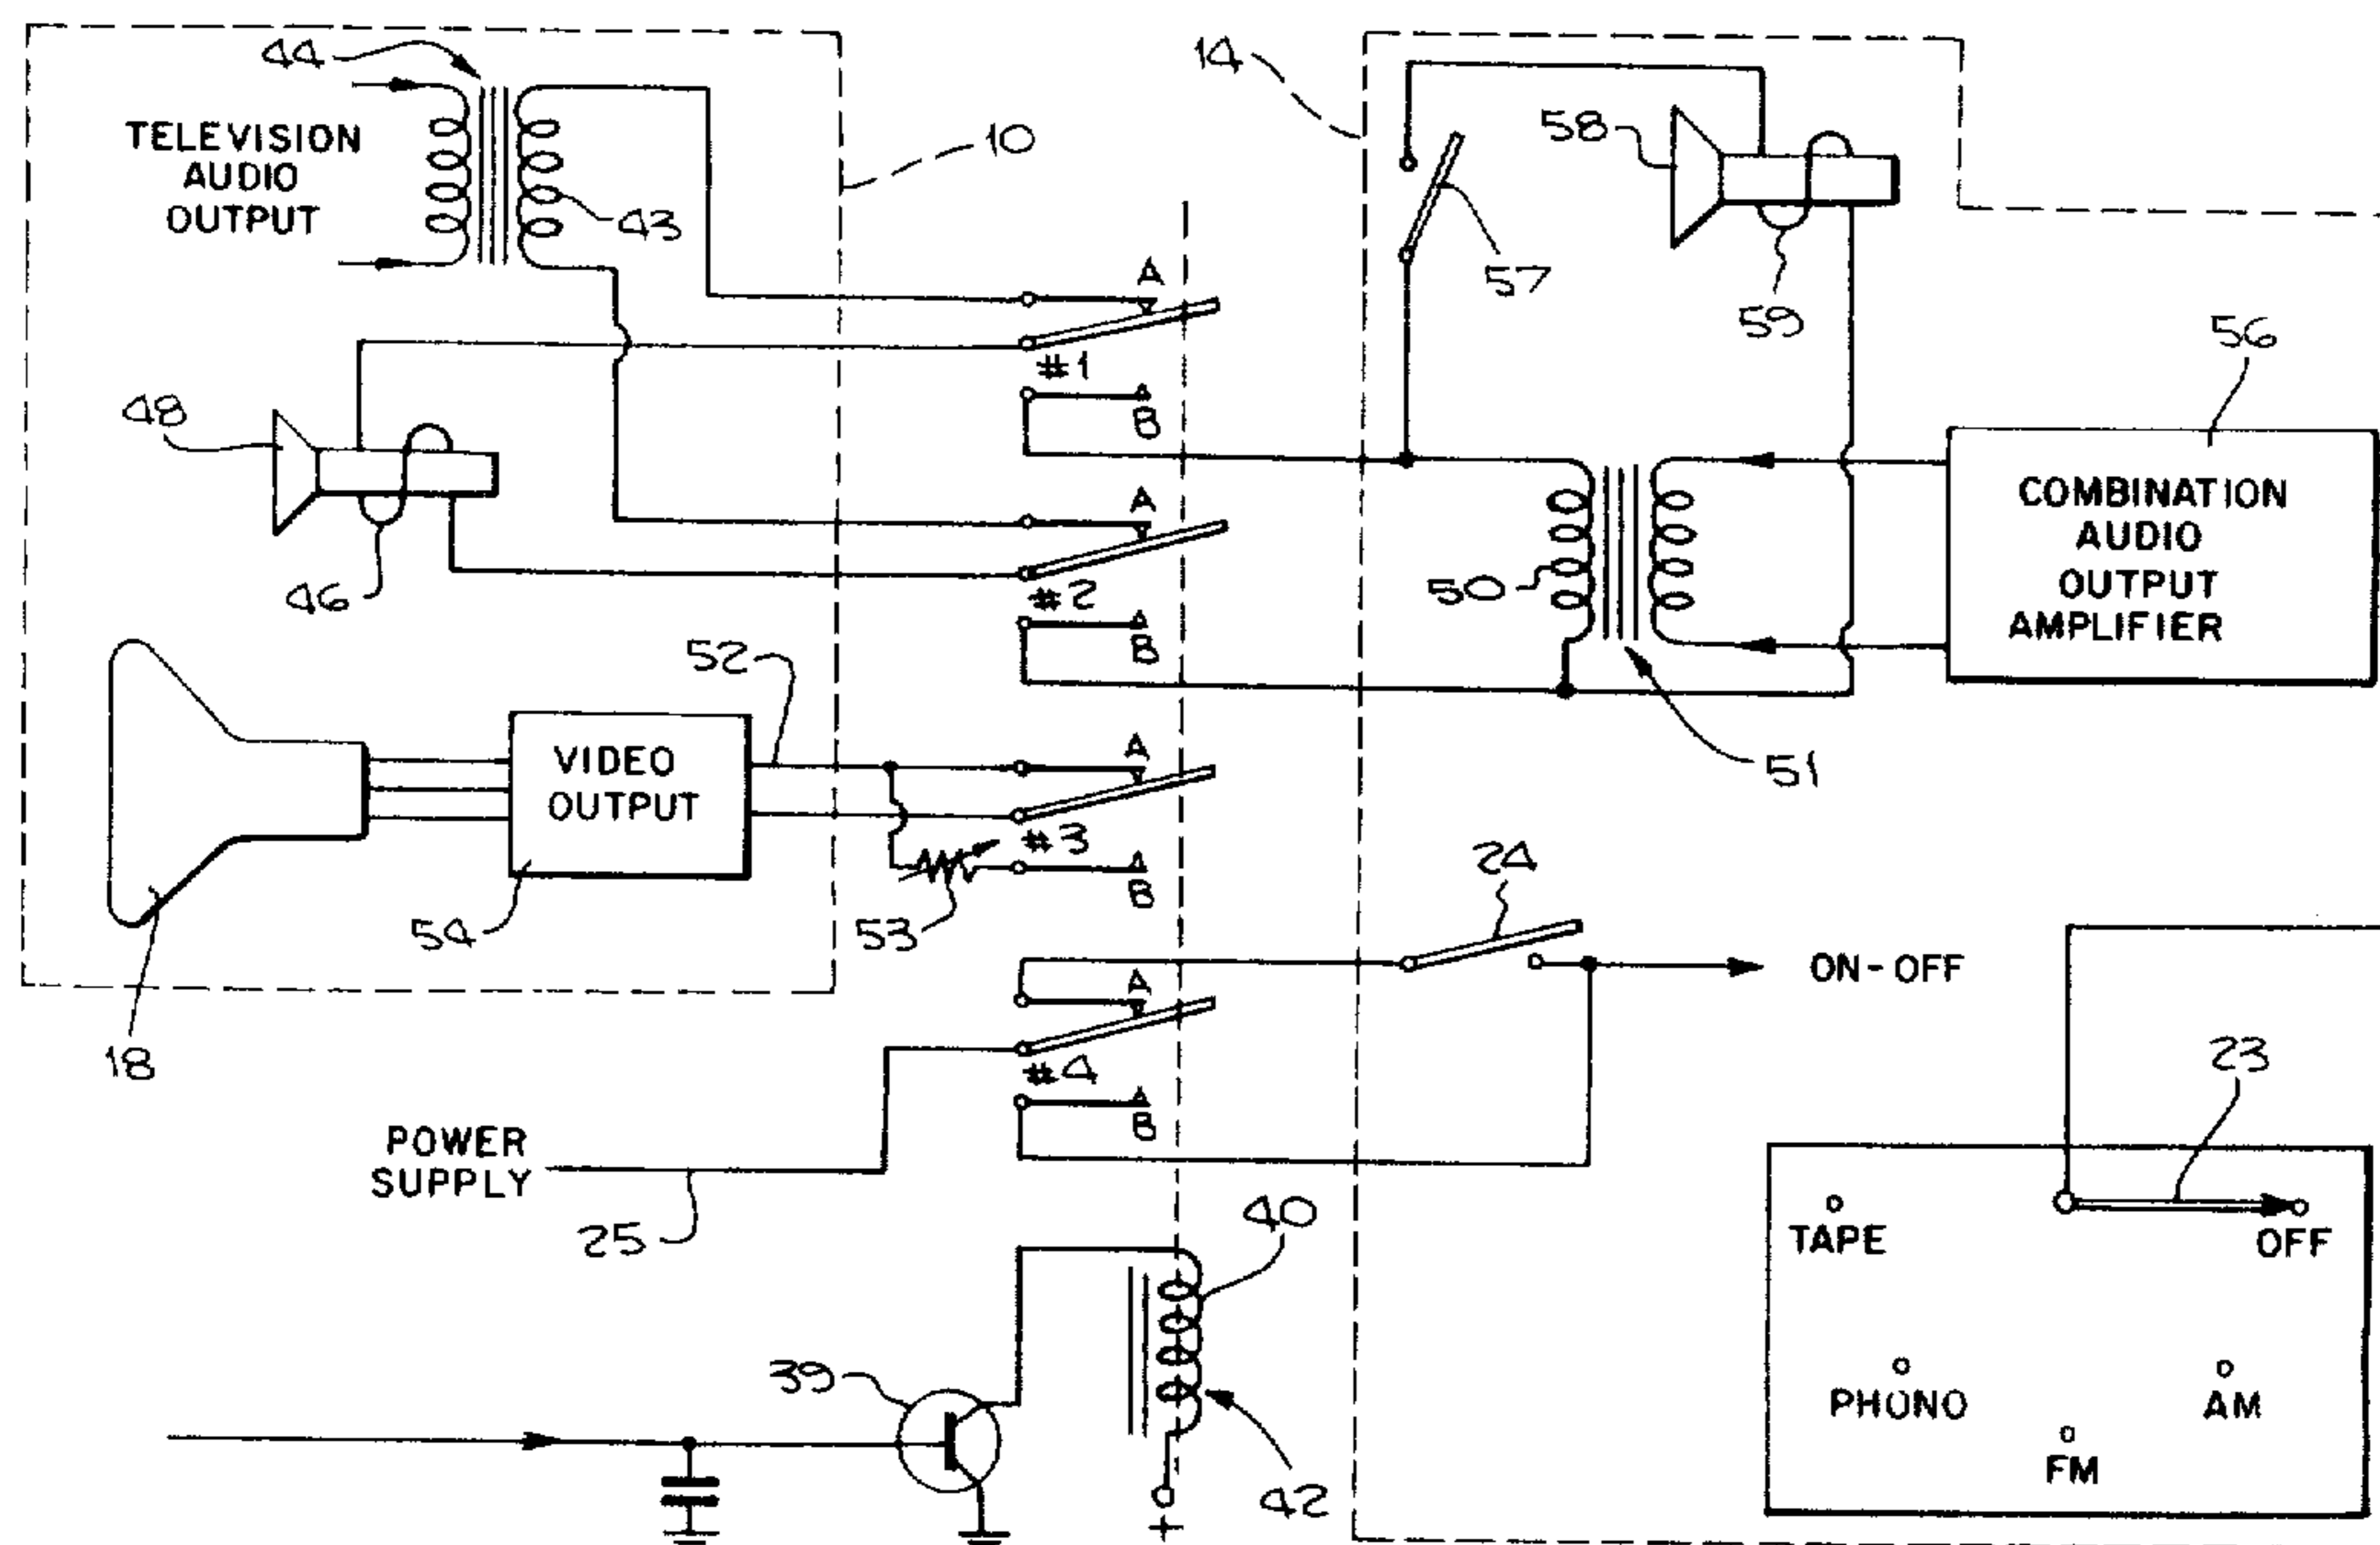 44
TELEVISION
AUDIO
OUTPUT
43
10
14
58
57
59
56
A
#1
B
48
46
A
#2
B
50
51
COMBINATION
AUDIO
OUTPUT
AMPLIFIER
52
VIDEO
OUTPUT
54
18
A
#3
B
53
24
ON-OFF
A
#4
B
POWER
SUPPLY
25
40
23
TAPE
OFF
PHONO
AM
FM
39
42
+